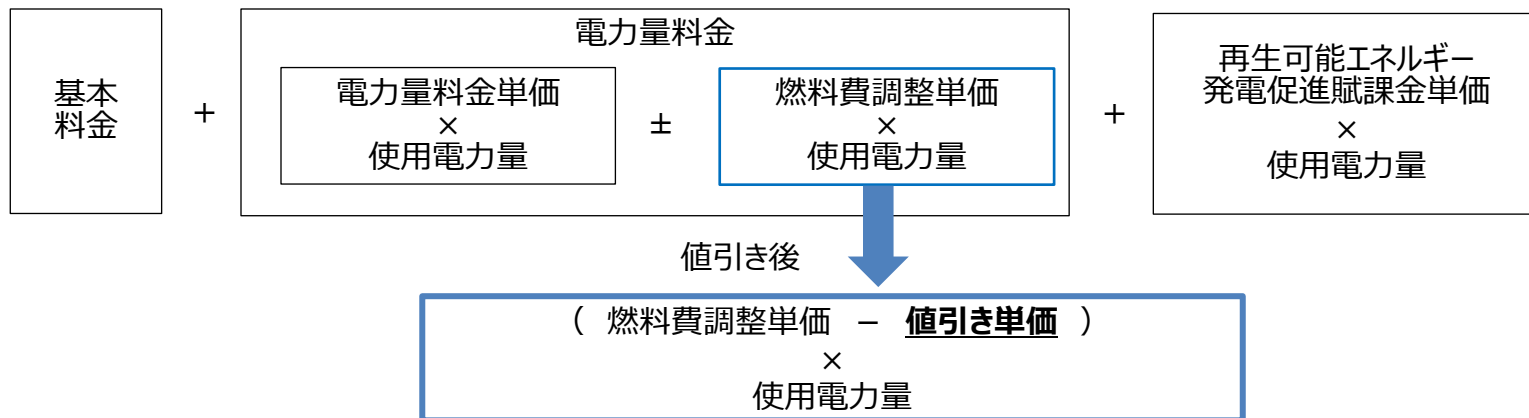 基本
料金
+
電力量料金
電力量料金単価
×
使用電力量
±
燃料費調整単価
×
使用電力量
+
再生可能エネルギー
発電促進賦課金単価
×
使用電力量
値引き後
( 燃料費調整単価 － 値引き単価 )
×
使用電力量